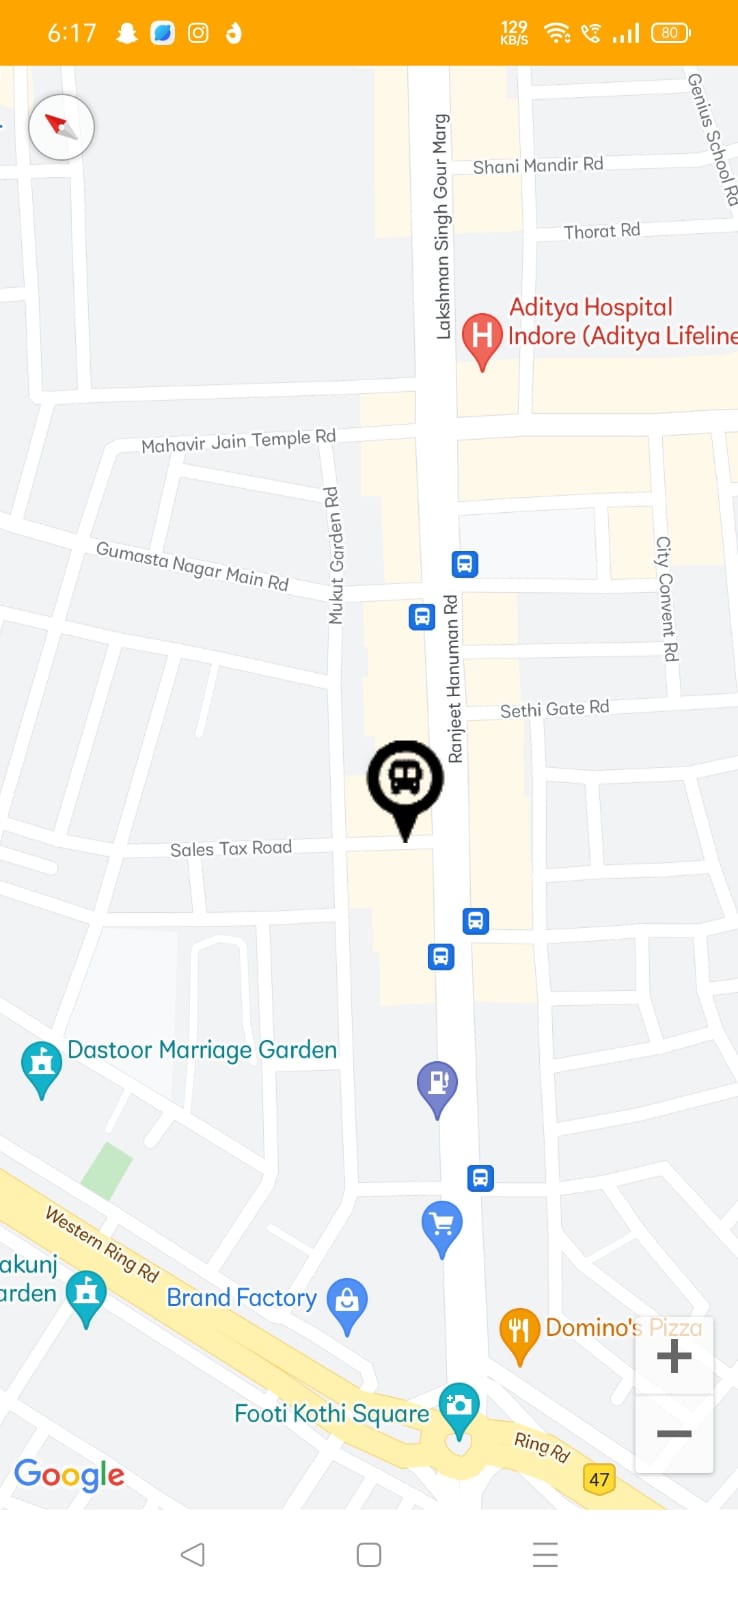 6:17
129
KB/S
80
Genius School Rd
Lakshman Singh Gour Marg
Shani Mandir Rd
Thorat Rd
Aditya Hospital
Indore (Aditya Lifeline
H
Mahavir Jain Temple Rd
Mukut Garden Rd
Gumasta Nagar Main Rd
City Convent Rd
Ranjeet Hanuman Rd
Sethi Gate Rd
Sales Tax Road
Dastoor Marriage Garden
Western Ring Rd
akunj
arden
Brand Factory
Domino's Pizza
+
Footi Kothi Square
−
Ring Rd
Google
47